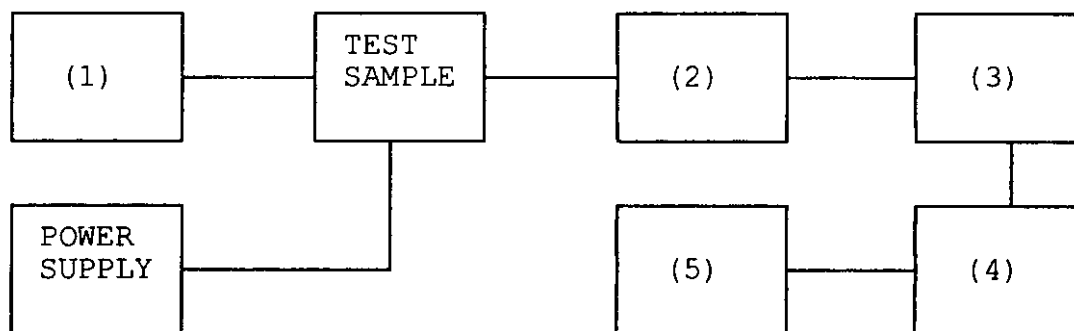 (1)
TEST
SAMPLE
(2)
(3)
POWER
SUPPLY
(5)
(4)